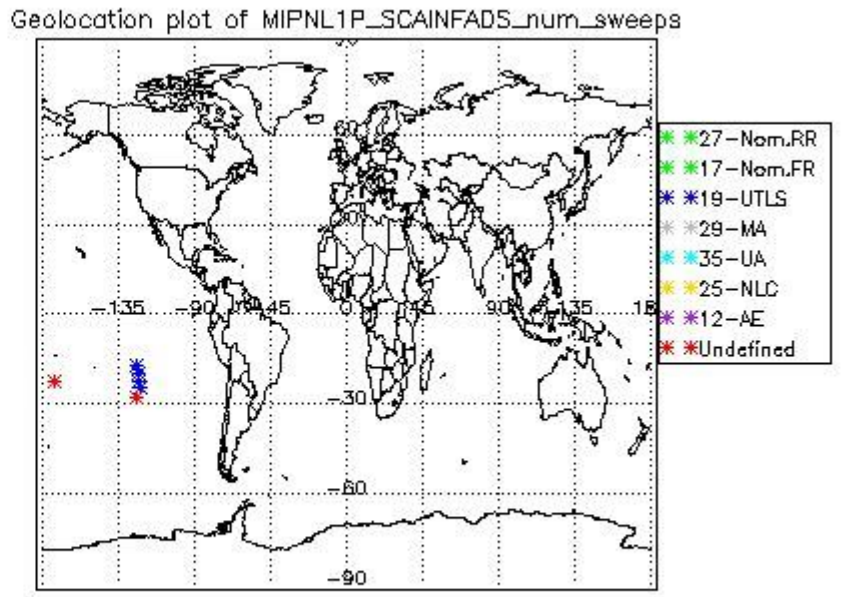 Geolocation plot of MIPNL1P_SCAINFADS_num_sweeps
60
-135 -90 -45 0 45 90 135 18
-30
-60
-90
27-Nom.RR
17-Nom.FR
19-UTLS
29-MA
35-UA
25-NLC
12-AE
Undefined